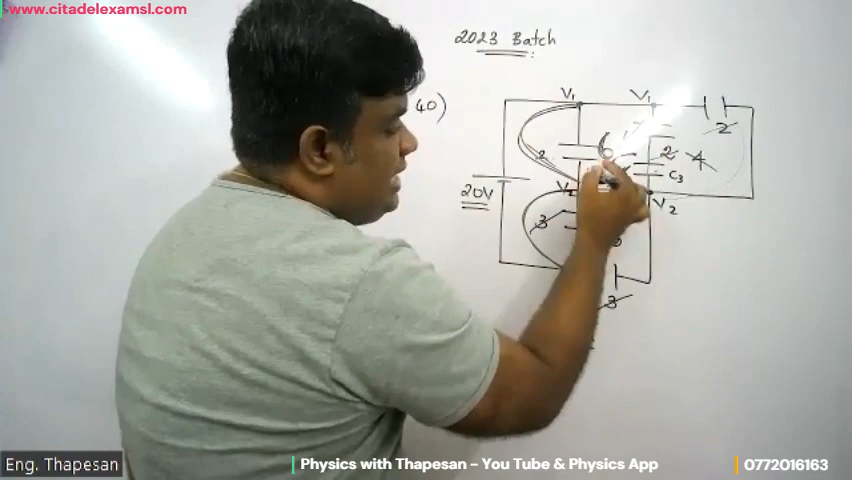 www.citadelexamsl.com
2023 Batch
40)
V₁
V₁
2
2
2
4
C₃
20V
V₂
V₂
3
3
Eng. Thapesan
Physics with Thapesan - You Tube & Physics App
0772016163